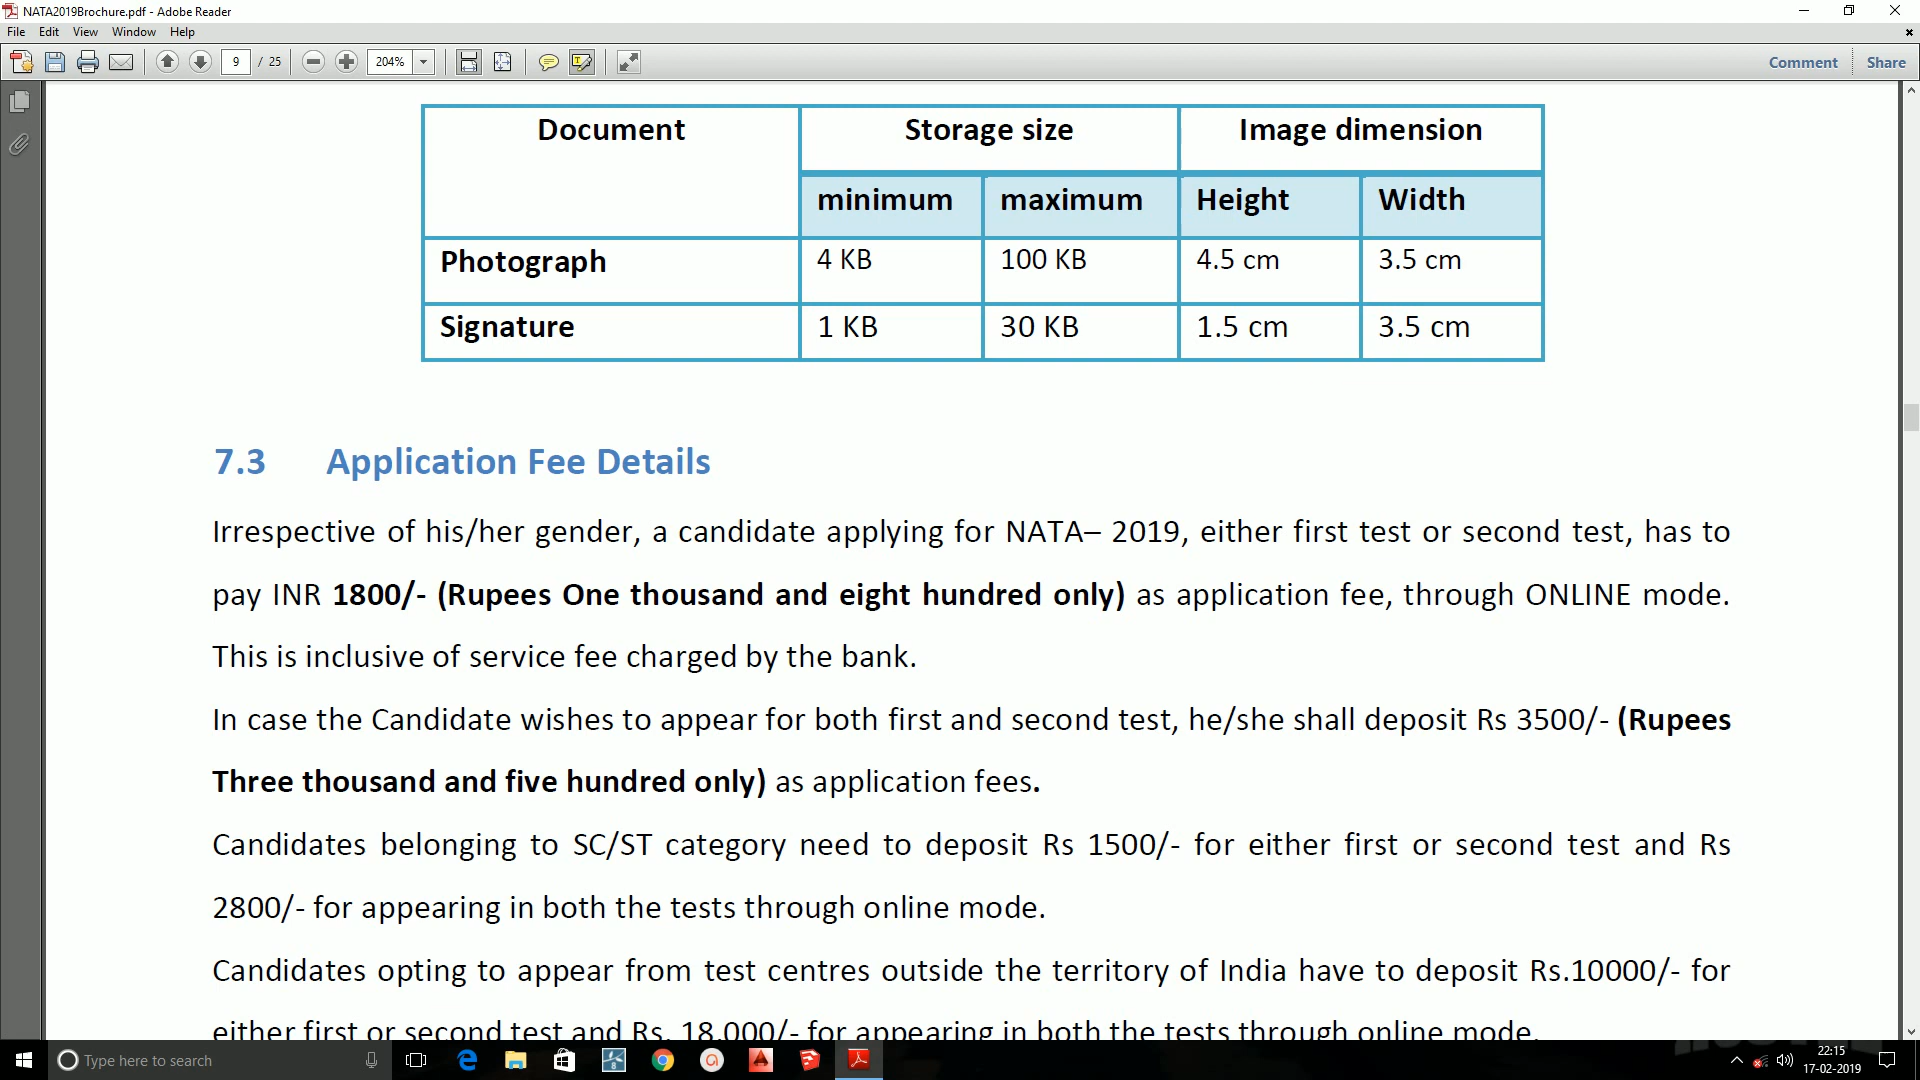 NATA2019Brochure.pdf - Adobe Reader
File Edit View Window Help
9 / 25 204% Comment Share
Document Storage size Image dimension
minimum maximum Height Width
Photograph 4 KB 100 KB 4.5 cm 3.5 cm
Signature 1 KB 30 KB 1.5 cm 3.5 cm
7.3 Application Fee Details
Irrespective of his/her gender, a candidate applying for NATA– 2019, either first test or second test, has to
pay INR 1800/- (Rupees One thousand and eight hundred only) as application fee, through ONLINE mode.
This is inclusive of service fee charged by the bank.
In case the Candidate wishes to appear for both first and second test, he/she shall deposit Rs 3500/- (Rupees
Three thousand and five hundred only) as application fees.
Candidates belonging to SC/ST category need to deposit Rs 1500/- for either first or second test and Rs
2800/- for appearing in both the tests through online mode.
Candidates opting to appear from test centres outside the territory of India have to deposit Rs.10000/- for
either first or second test and Rs. 18,000/- for appearing in both the tests through online mode.
Type here to search
22:15
17-02-2019